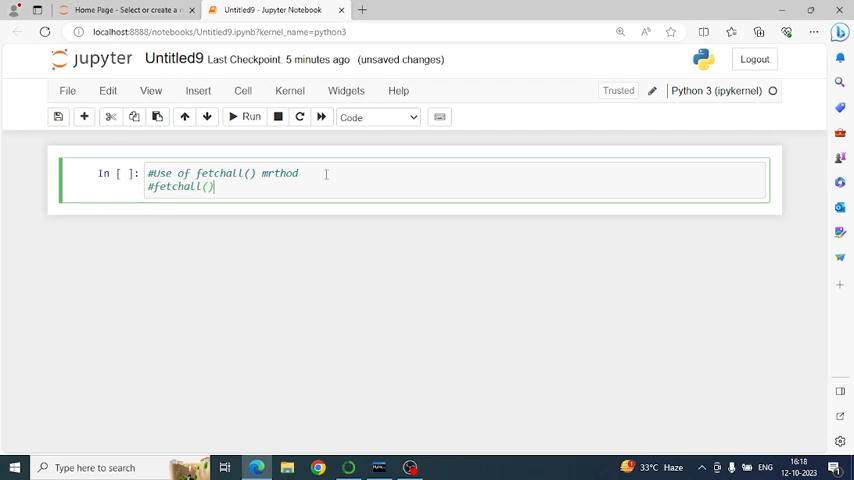 Home Page - Select or create a n
Untitled9 - Jupyter Notebook
localhost:8888/notebooks/Untitled9.ipynb?kernel_name=python3
jupyter Untitled9 Last Checkpoint: 5 minutes ago (unsaved changes)
Logout
File Edit View Insert Cell Kernel Widgets Help
Trusted
Python 3 (ipykernel)
Run
Code
In [ ]:
#Use of fetchall() mrthod
#fetchall()
Type here to search
33°C Haze
ENG
16:18
12-10-2023